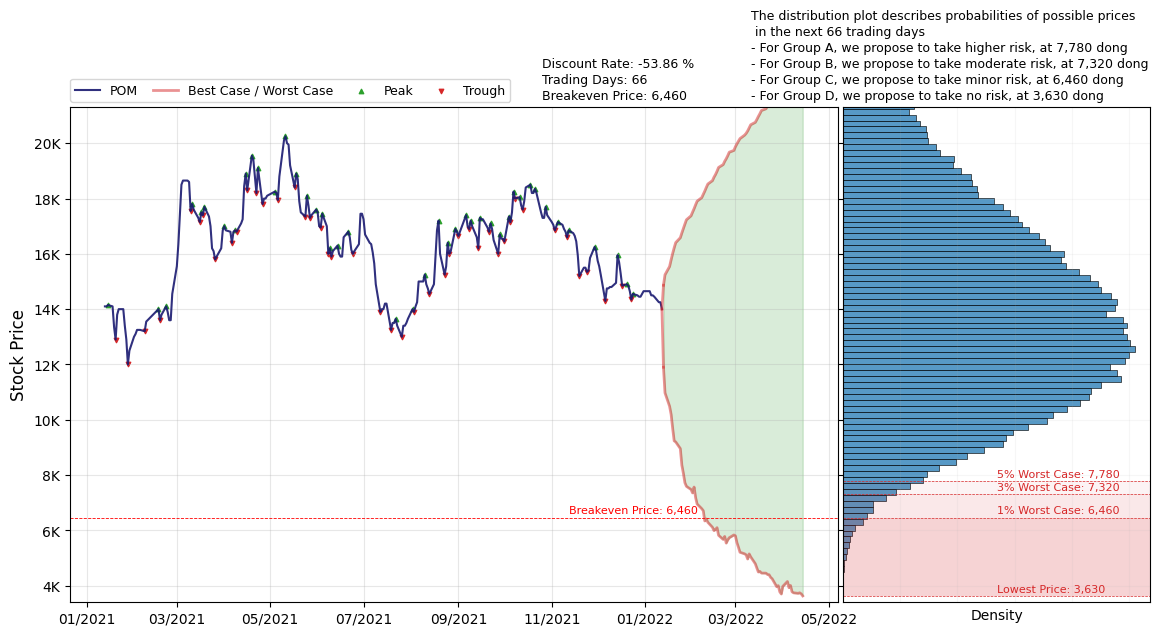 The distribution plot describes probabilities of possible prices
in the next 66 trading days
- For Group A, we propose to take higher risk, at 7,780 dong
- For Group B, we propose to take moderate risk, at 7,320 dong
- For Group C, we propose to take minor risk, at 6,460 dong
- For Group D, we propose to take no risk, at 3,630 dong
Discount Rate: -53.86 %
Trading Days: 66
Breakeven Price: 6,460
POM
Best Case / Worst Case
Peak
Trough
Stock Price
20K
18K
16K
14K
12K
10K
8K
6K
4K
Breakeven Price: 6,460
01/2021
03/2021
05/2021
07/2021
09/2021
11/2021
01/2022
03/2022
05/2022
5% Worst Case: 7,780
3% Worst Case: 7,320
1% Worst Case: 6,460
Lowest Price: 3,630
Density